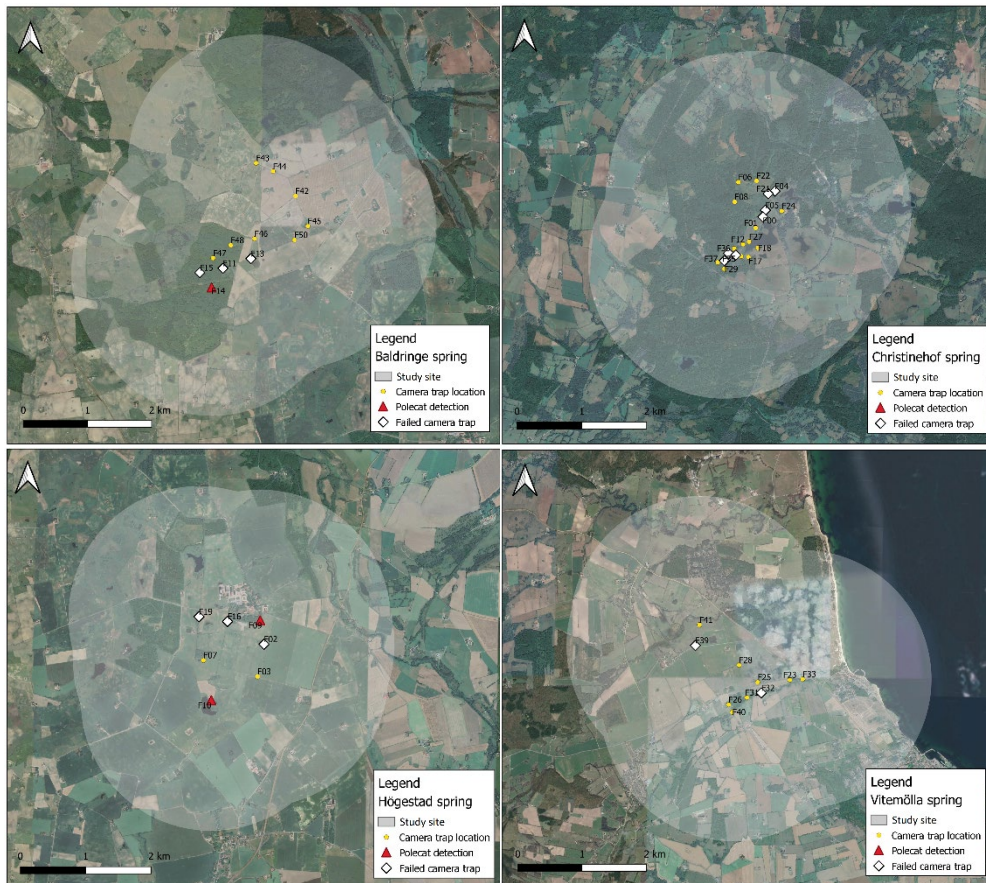 F43
F44
F42
F45
F46
F50
F48
F13
F47
F11
F15
F14
Legend
Baldringe spring
Study site
Camera trap location
Polecat detection
Failed camera trap
0 1 2 km
F06
F22
F21
F04
F08
F05
F24
F01
F00
F27
F12
F36
F18
F37
F17
F29
Legend
Christinehof spring
Study site
Camera trap location
Polecat detection
Failed camera trap
0 1 2 km
F19
F16
F09
F02
F07
F03
F10
Legend
Högestad spring
Study site
Camera trap location
Polecat detection
Failed camera trap
0 1 2 km
F41
F39
F28
F25
F23
F33
F32
F31
F26
F40
Legend
Vitemölla spring
Study site
Camera trap location
Polecat detection
Failed camera trap
0 1 2 km